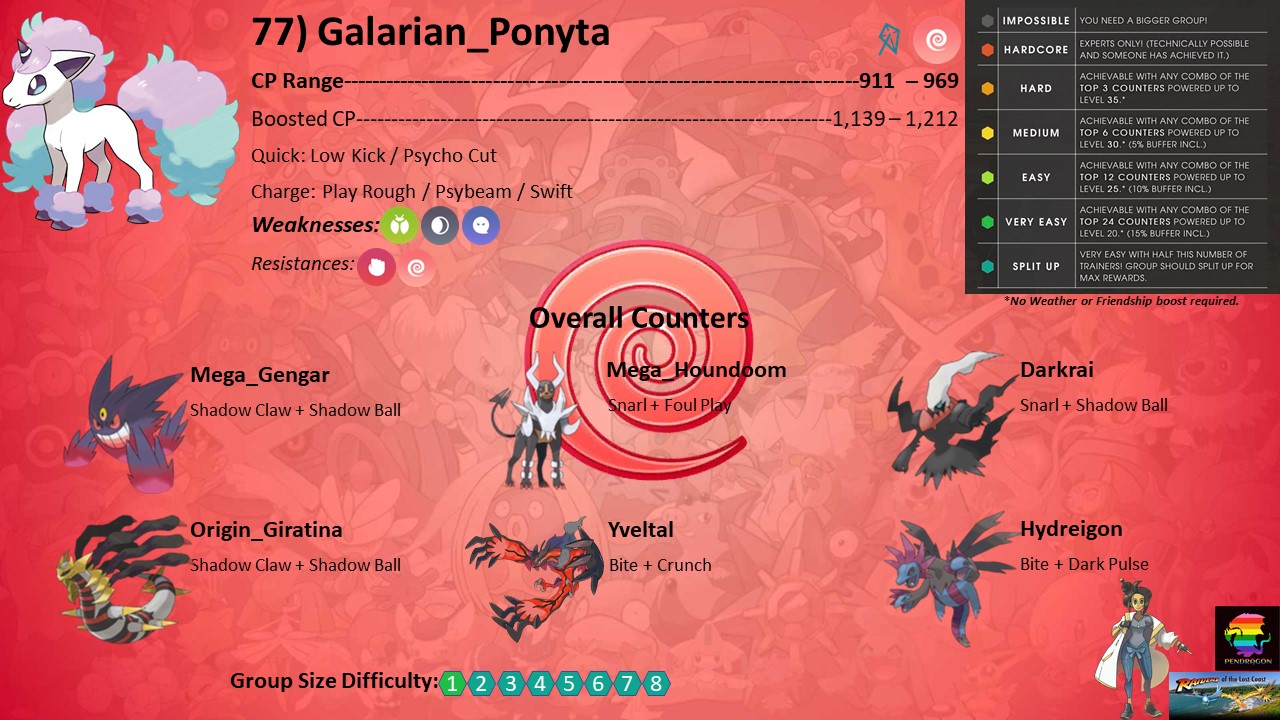 77) Galarian_Ponyta
CP Range--------------------------------------------------------------------------911 – 969
Boosted CP--------------------------------------------------------------------1,139 – 1,212
Quick: Low Kick / Psycho Cut
Charge: Play Rough / Psybeam / Swift
Weaknesses:
Resistances:
IMPOSSIBLE YOU NEED A BIGGER GROUP!
HARDCORE EXPERTS ONLY! (TECHNICALLY POSSIBLE
AND SOMEONE HAS ACHIEVED IT.)
HARD ACHIEVABLE WITH ANY COMBO OF THE
TOP 3 COUNTERS POWERED UP TO
LEVEL 35.*
MEDIUM ACHIEVABLE WITH ANY COMBO OF THE
TOP 6 COUNTERS POWERED UP TO
LEVEL 30.* (5% BUFFER INCL.)
EASY ACHIEVABLE WITH ANY COMBO OF THE
TOP 12 COUNTERS POWERED UP TO
LEVEL 25.* (10% BUFFER INCL.)
VERY EASY ACHIEVABLE WITH ANY COMBO OF THE
TOP 24 COUNTERS POWERED UP TO
LEVEL 20.* (15% BUFFER INCL.)
SPLIT UP VERY EASY WITH HALF THIS NUMBER OF
TRAINERS! GROUP SHOULD SPLIT UP FOR
MAX REWARDS.
*No Weather or Friendship boost required.
Overall Counters
Mega_Gengar
Shadow Claw + Shadow Ball
Mega_Houndoom
Snarl + Foul Play
Darkrai
Snarl + Shadow Ball
Origin_Giratina
Shadow Claw + Shadow Ball
Yveltal
Bite + Crunch
Hydreigon
Bite + Dark Pulse
Group Size Difficulty: 1 2 3 4 5 6 7 8
PENDRAGON
RAIDERS of the Lost Coast